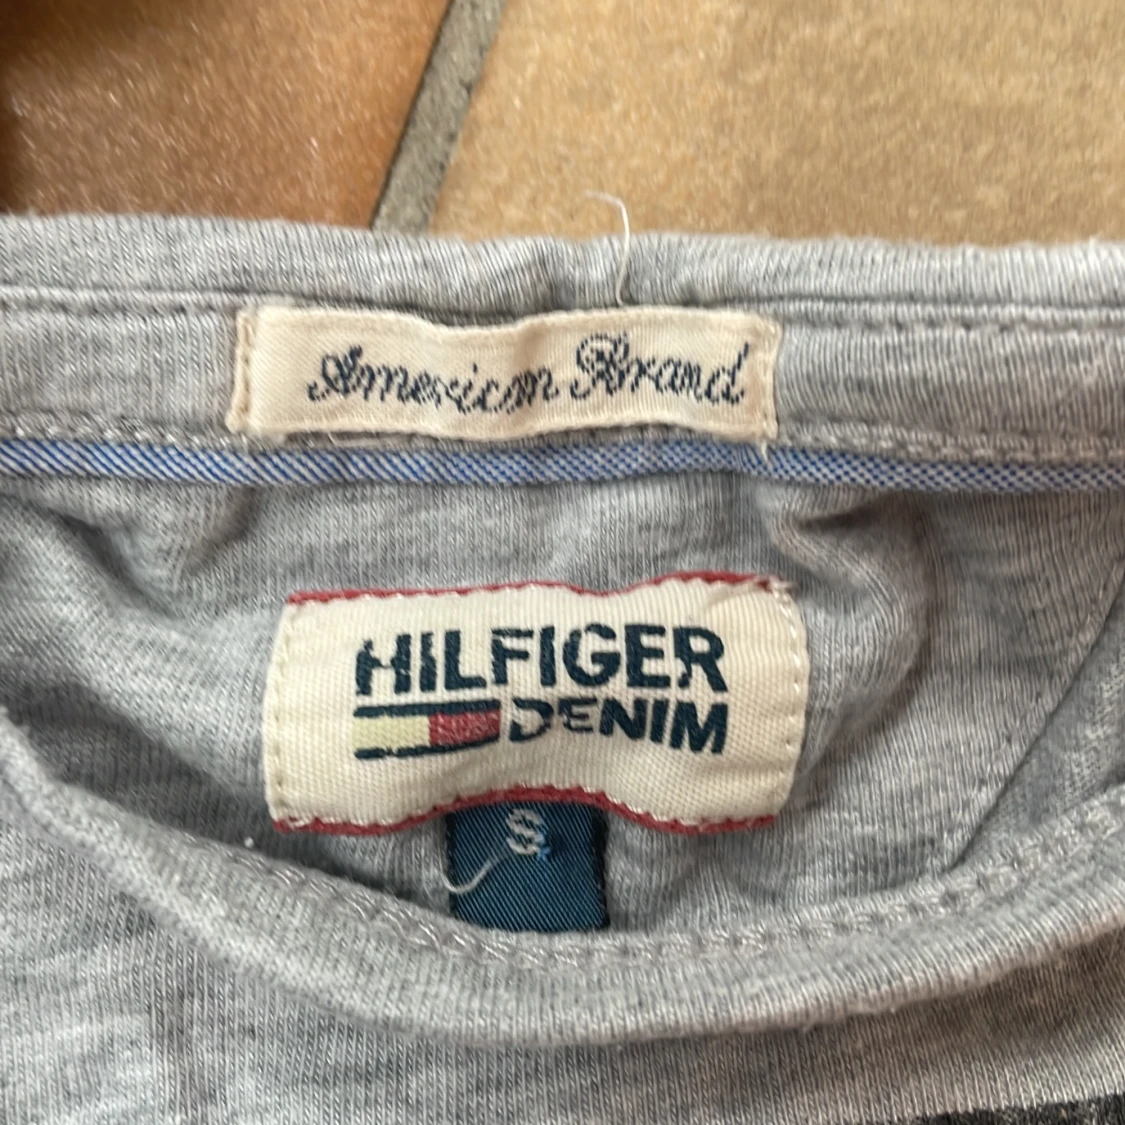 American Brand
HILFIGER
DENIM
S